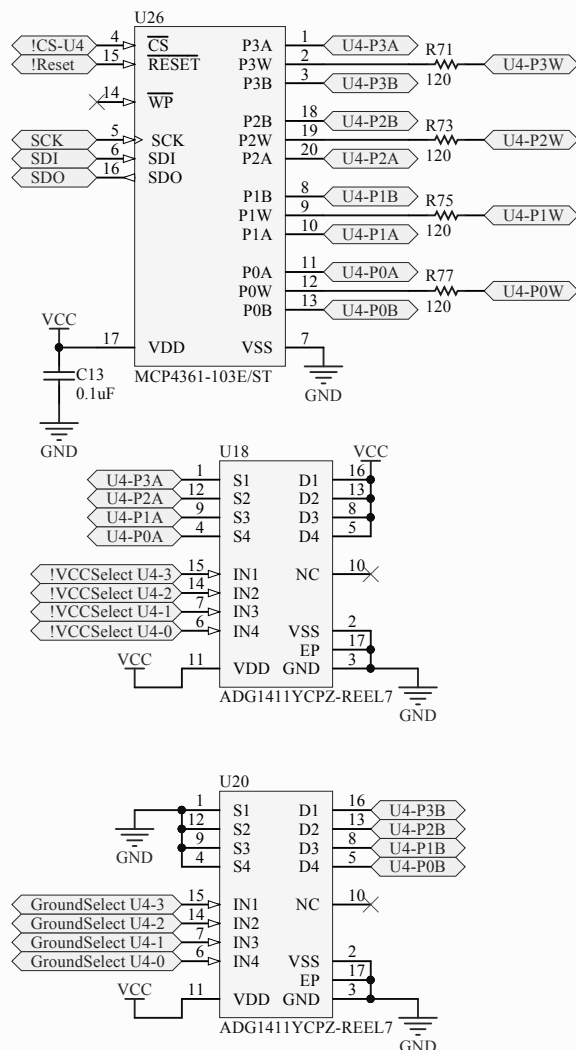 U26
!CS-U4 4 CS P3A 1 U4-P3A
!Reset 15 RESET P3W 2 R71 120 U4-P3W
P3B 3 U4-P3B
14 WP
P2B 18 U4-P2B
SCK 5 SCK P2W 19 R73 120 U4-P2W
SDI 6 SDI P2A 20 U4-P2A
SDO 16 SDO
P1B 8 U4-P1B
P1W 9 R75 120 U4-P1W
P1A 10 U4-P1A
P0A 11 U4-P0A
P0W 12 R77 120 U4-P0W
P0B 13 U4-P0B
VCC
17 VDD VSS 7
GND
C13
0.1uF
GND
MCP4361-103E/ST
U18
VCC
U4-P3A 1 S1 D1 16
U4-P2A 12 S2 D2 13
U4-P1A 9 S3 D3 8
U4-P0A 4 S4 D4 5
!VCCSelect U4-3 15 IN1 NC 10
!VCCSelect U4-2 14 IN2
!VCCSelect U4-1 7 IN3
!VCCSelect U4-0 6 IN4 VSS 2
EP 17
VCC 11 VDD GND 3
GND
ADG1411YCPZ-REEL7
U20
1 S1 D1 16 U4-P3B
12 S2 D2 13 U4-P2B
9 S3 D3 8 U4-P1B
4 S4 D4 5 U4-P0B
GND
GroundSelect U4-3 15 IN1 NC 10
GroundSelect U4-2 14 IN2
GroundSelect U4-1 7 IN3
GroundSelect U4-0 6 IN4 VSS 2
EP 17
VCC 11 VDD GND 3
GND
ADG1411YCPZ-REEL7